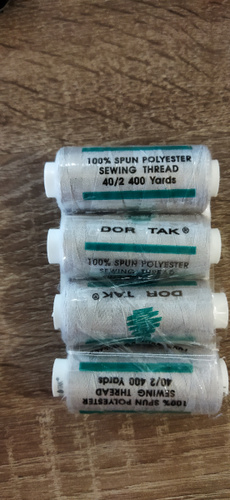 100% SPUN POLYESTER
SEWING THREAD
40/2 400 Yards
DOR TAK®
100% SPUN POLYESTER
SEWING THREAD
DOR TAK®
100% SPUN POLYESTER
SEWING THREAD
40/2 400 Yards